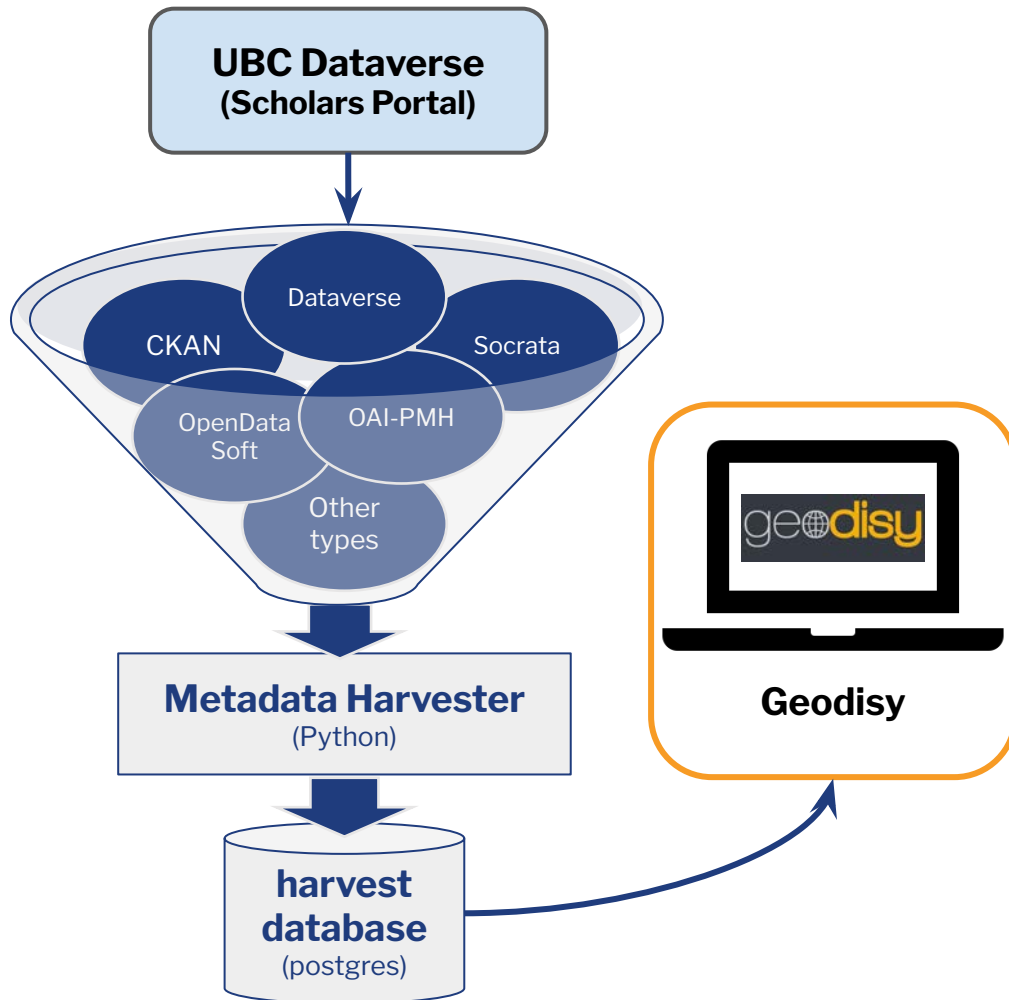 UBC Dataverse
(Scholars Portal)
Dataverse
CKAN
Socrata
OpenData
Soft
OAI-PMH
Other
types
Metadata Harvester
(Python)
harvest
database
(postgres)
geodisy
Geodisy